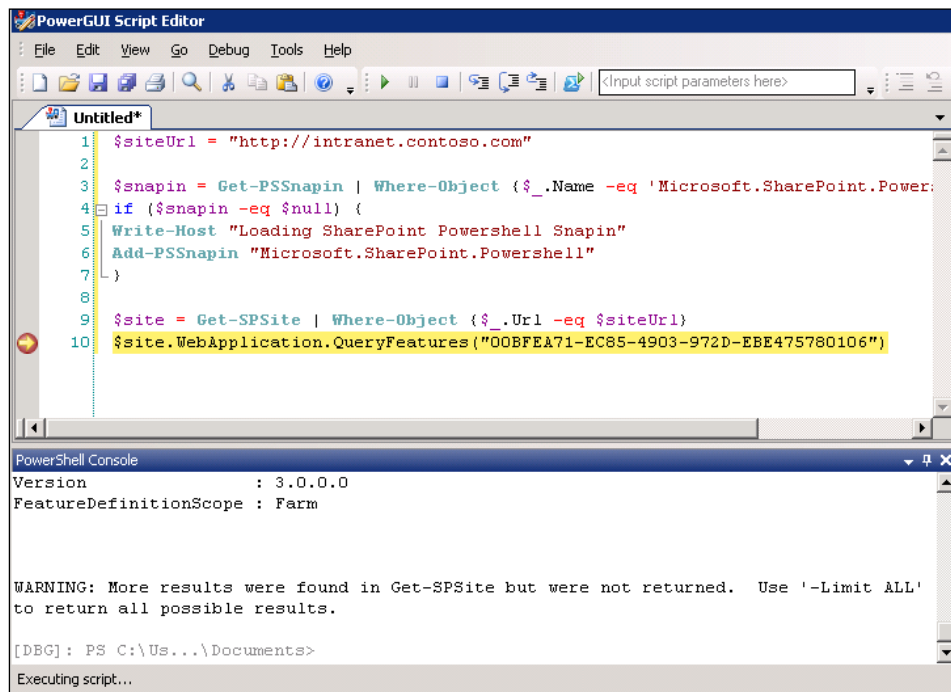 PowerGUI Script Editor
File Edit View Go Debug Tools Help
<Input script parameters here>
Untitled*
1 $siteUrl = "http://intranet.contoso.com"
2
3 $snapin = Get-PSSnapin | Where-Object {$_.Name -eq 'Microsoft.SharePoint.Power
4 if ($snapin -eq $null) {
5 Write-Host "Loading SharePoint Powershell Snapin"
6 Add-PSSnapin "Microsoft.SharePoint.Powershell"
7 }
8
9 $site = Get-SPSite | Where-Object {$_.Url -eq $siteUrl}
10 $site.WebApplication.QueryFeatures("00BFEA71-EC85-4903-972D-EBE475780106")
PowerShell Console
Version : 3.0.0.0
FeatureDefinitionScope : Farm
WARNING: More results were found in Get-SPSite but were not returned. Use '-Limit ALL'
to return all possible results.
[DBG]: PS C:\Us...\Documents>
Executing script...